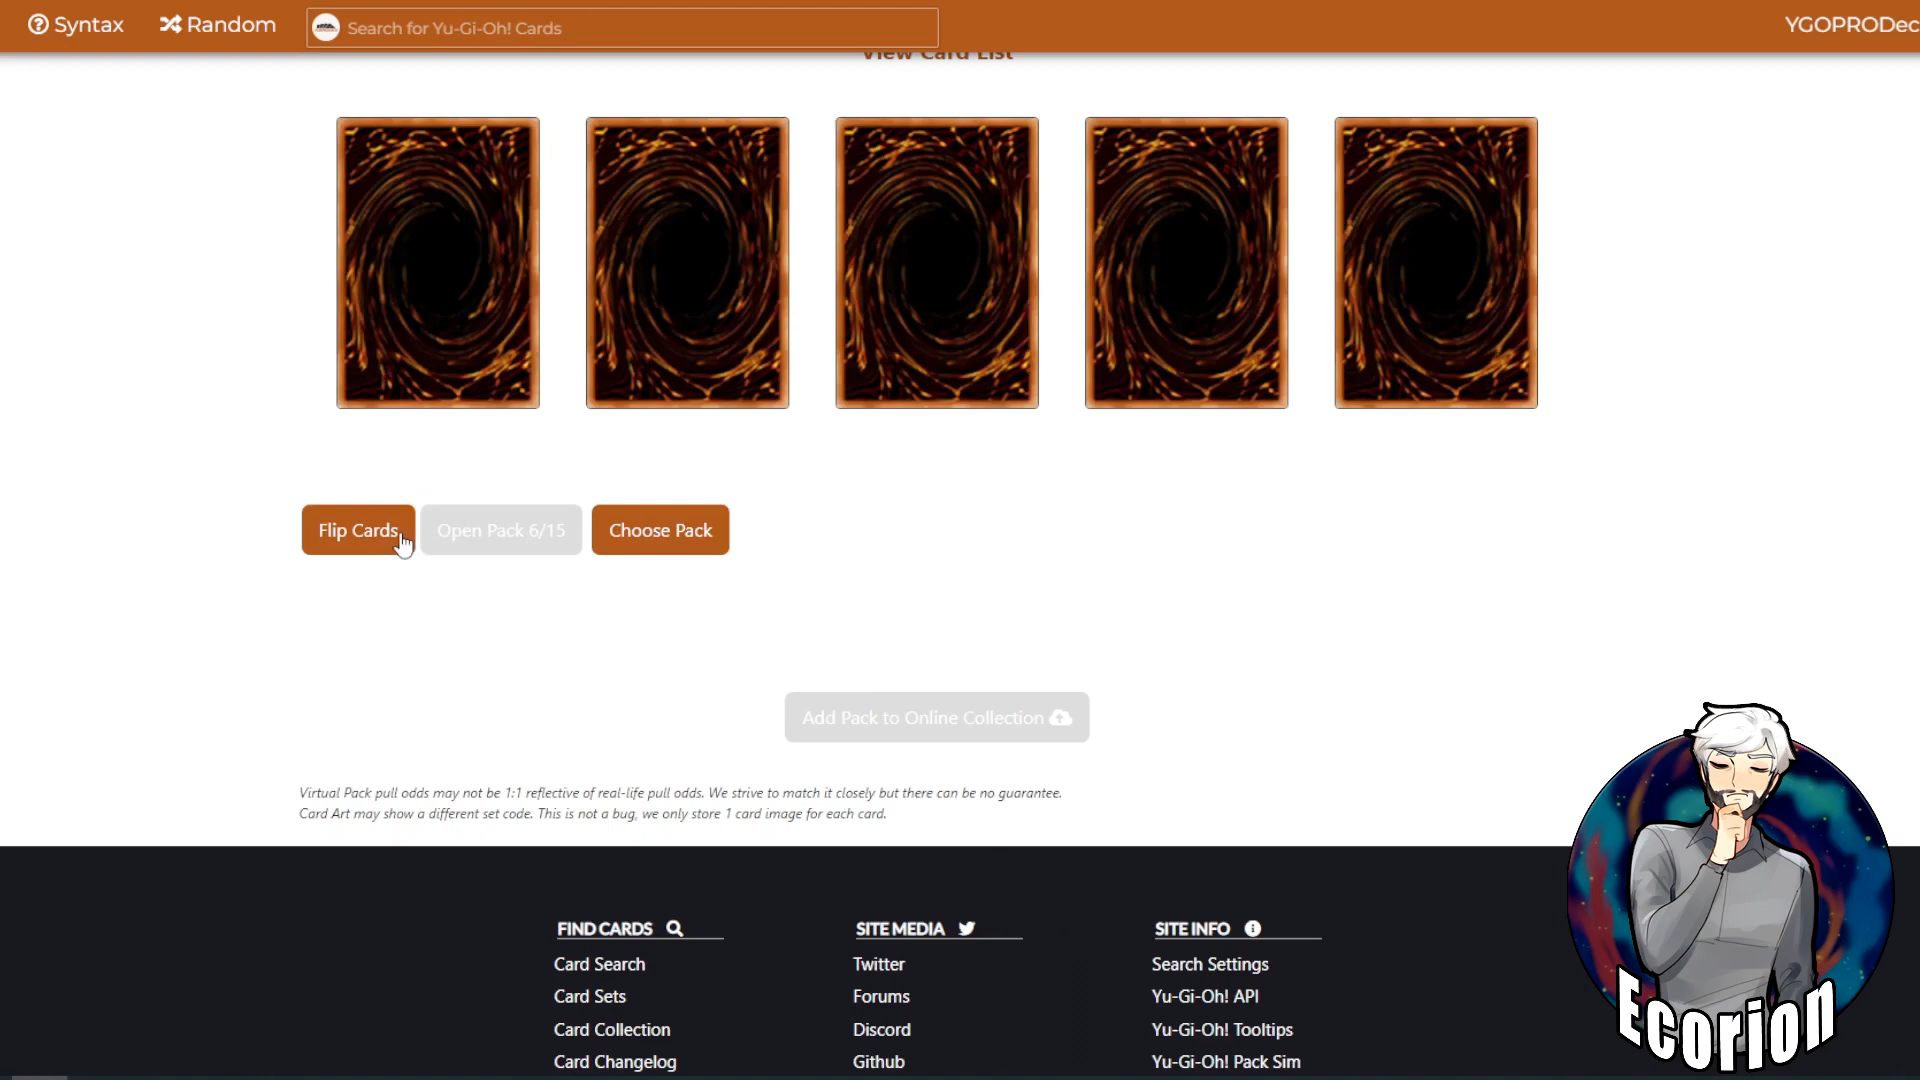 Syntax
Random
Search for Yu-Gi-Oh! Cards
YGOPRODec
View Card List
Flip Cards
Open Pack 6/15
Choose Pack
Add Pack to Online Collection
Virtual Pack pull odds may not be 1:1 reflective of real-life pull odds. We strive to match it closely but there can be no guarantee.
Card Art may show a different set code. This is not a bug, we only store 1 card image for each card.
FIND CARDS
Card Search
Card Sets
Card Collection
Card Changelog
SITE MEDIA
Twitter
Forums
Discord
Github
SITE INFO
Search Settings
Yu-Gi-Oh! API
Yu-Gi-Oh! Tooltips
Yu-Gi-Oh! Pack Sim
Ecorion